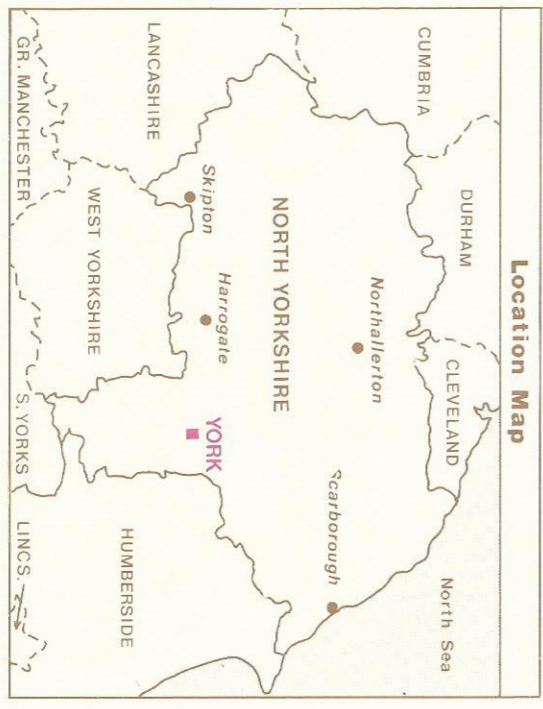 Location Map
CUMBRIA
DURHAM
CLEVELAND
North Sea
Northallerton
Scarborough
NORTH YORKSHIRE
LANCASHIRE
Skipton
Harrogate
YORK
WEST YORKSHIRE
HUMBERSIDE
GR. MANCHESTER
S. YORKS
LINCS.